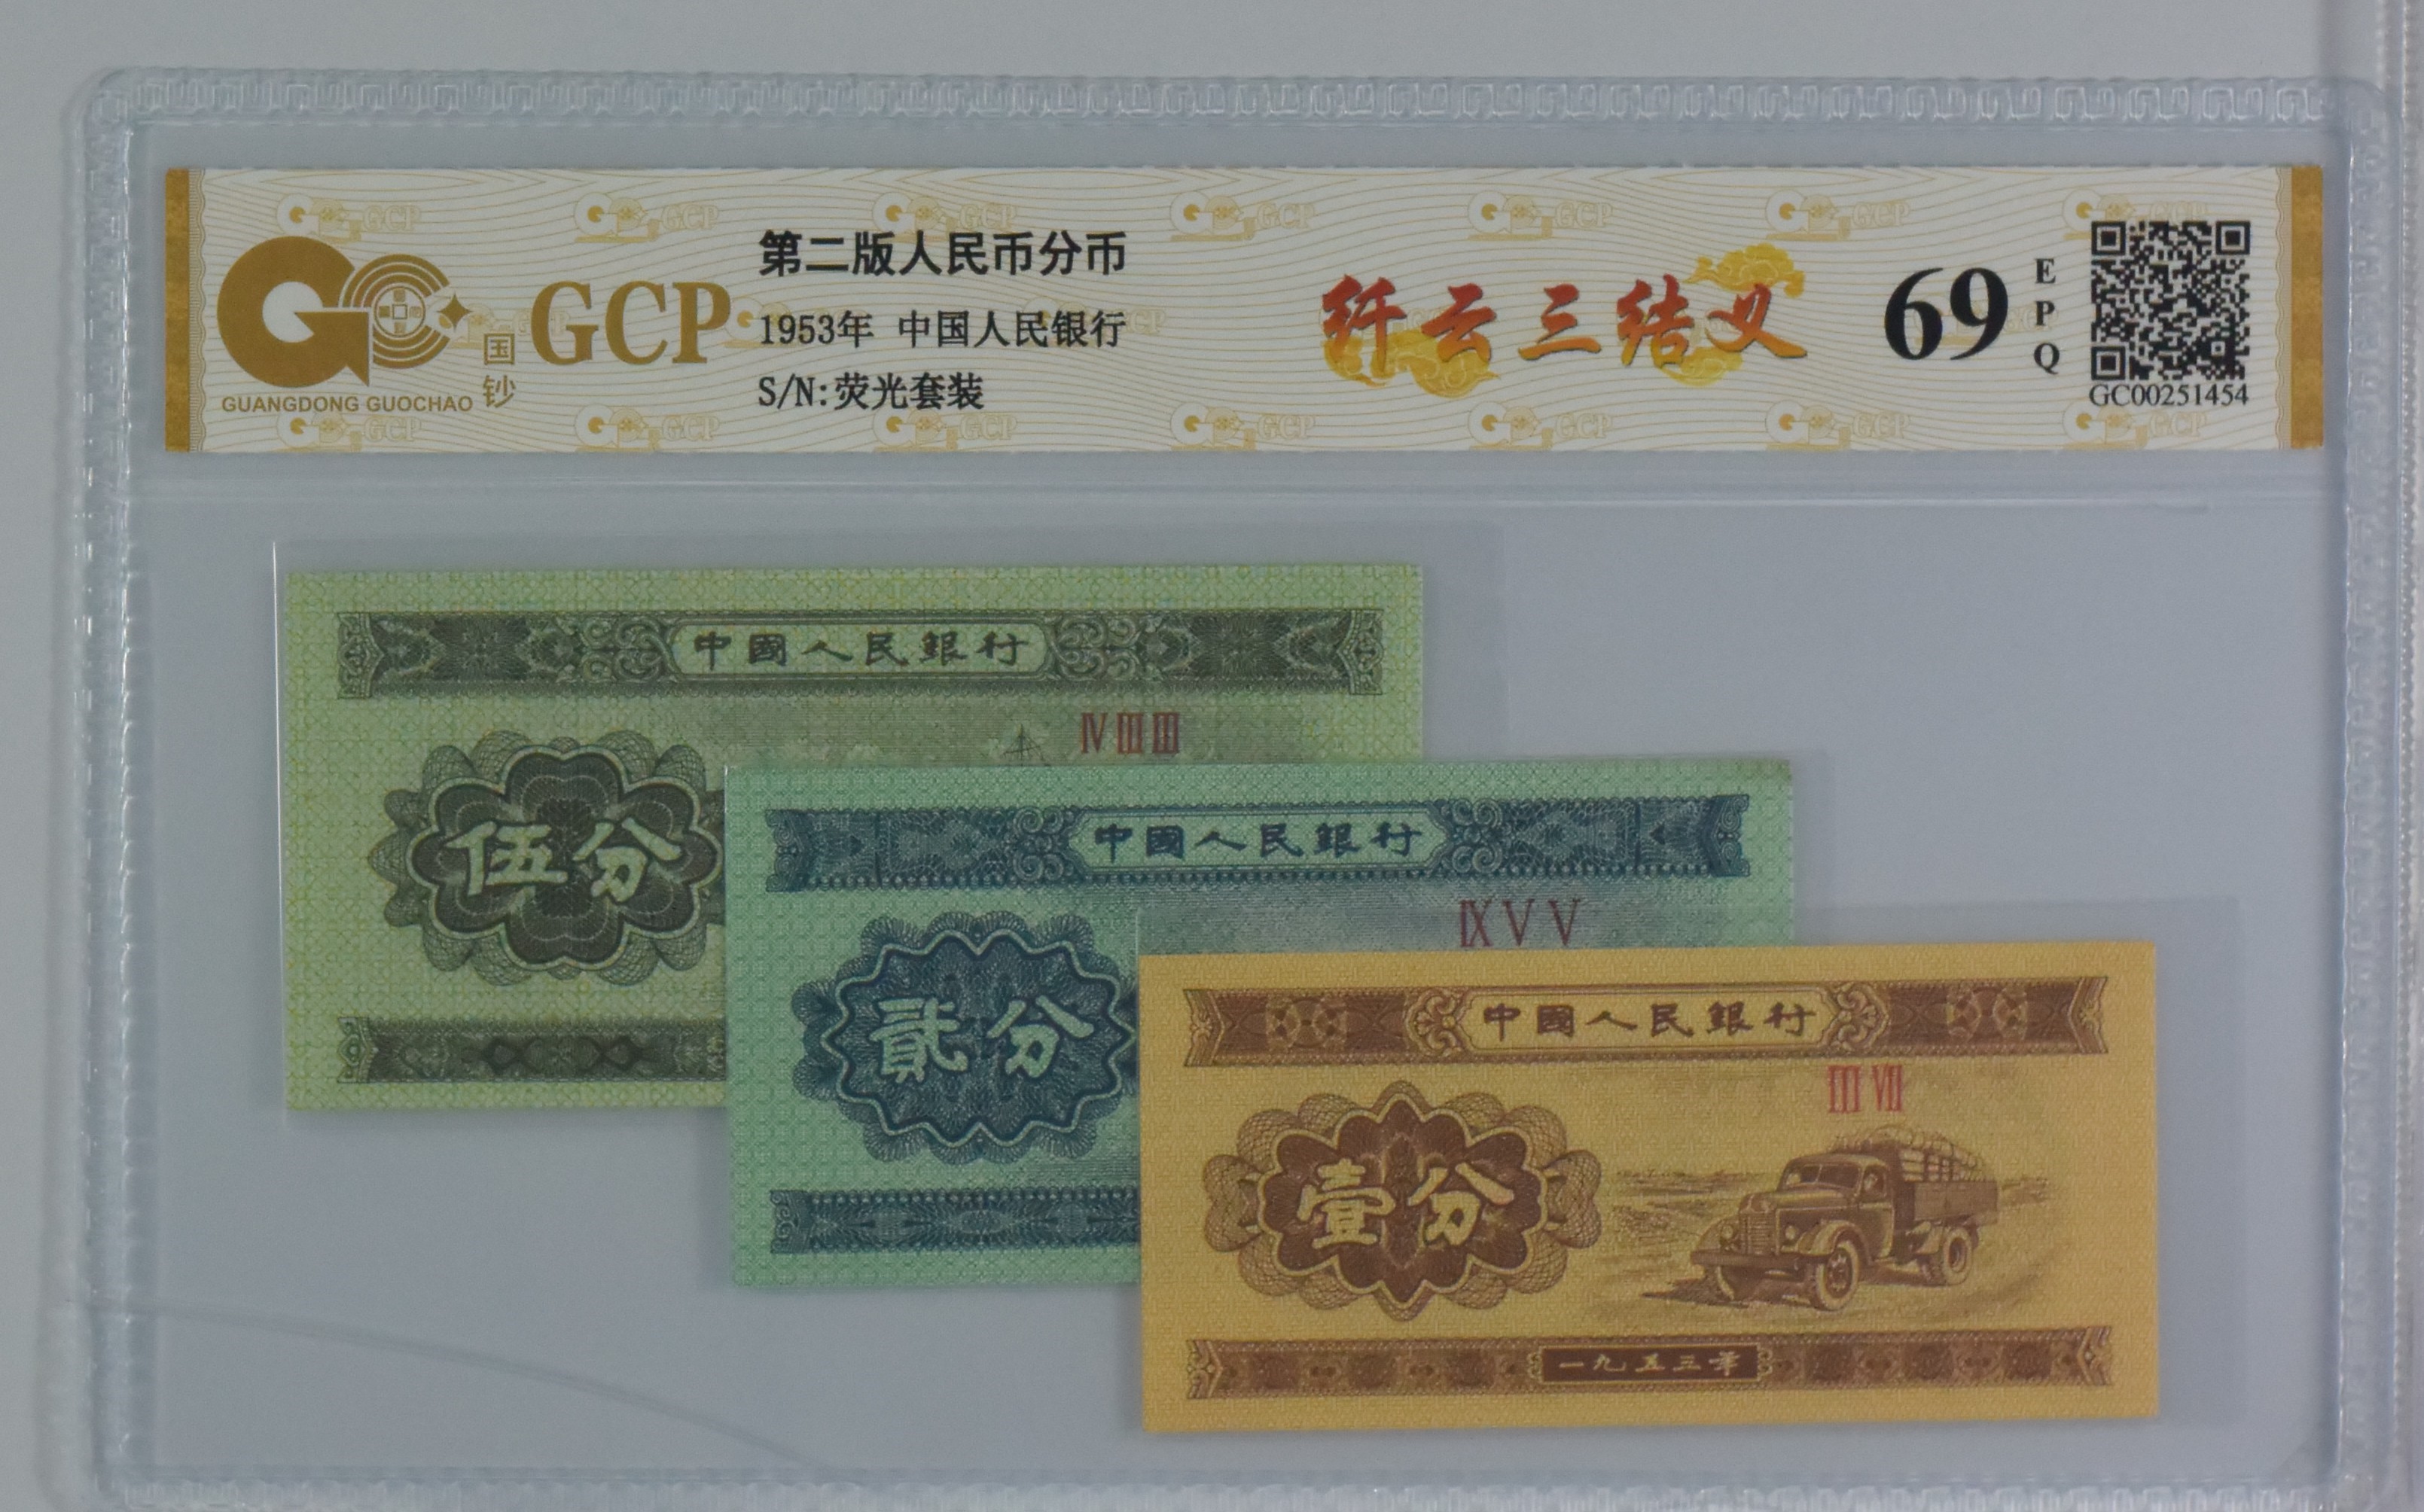 GUANGDONG GUOCHAO
国钞
GCP
第二版人民币分币
1953年 中国人民银行
S/N:荧光套装
纤云三结义
69
EPQ
GC00251454
中國人民銀行
ⅣⅢⅢ
伍分
中國人民銀行
ⅨⅤⅤ
貳分
中國人民銀行
ⅢⅦ
壹分
一九五三年